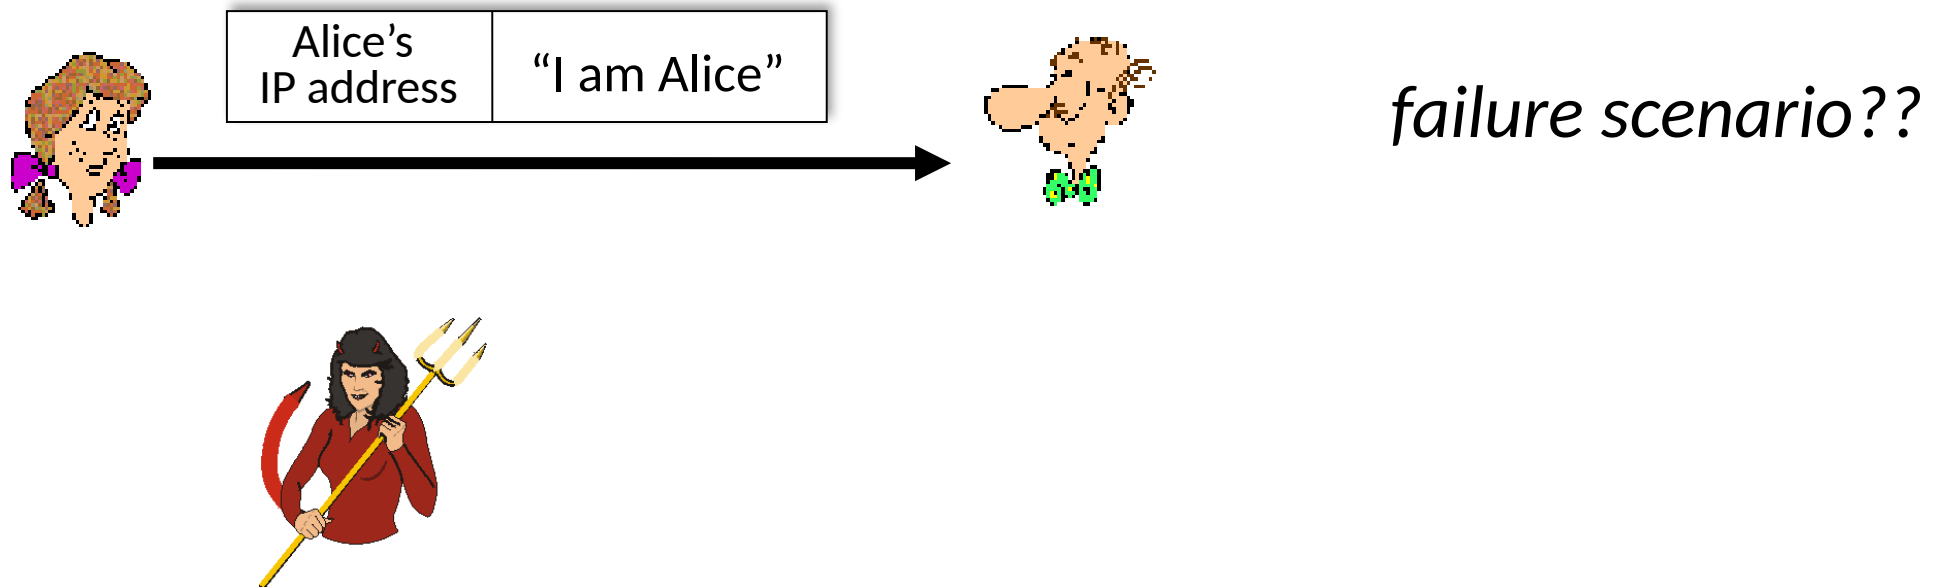 Alice’s
IP address
“I am Alice”
failure scenario??